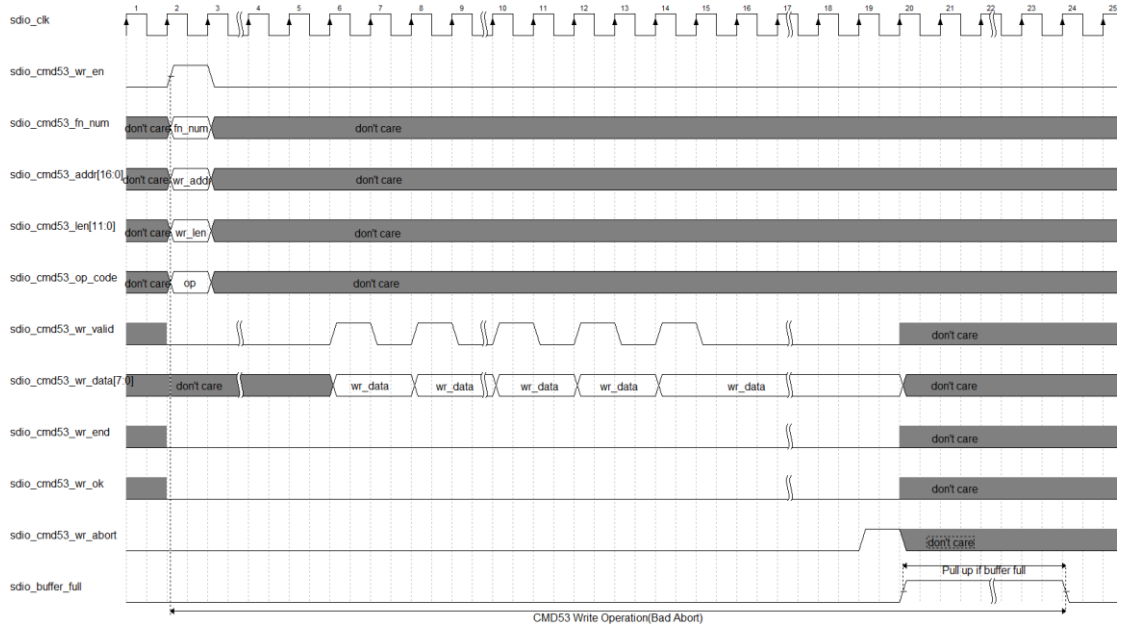 1 2 3 4 5 6 7 8 9 10 11 12 13 14 15 16 17 18 19 20 21 22 23 24 25
sdio_clk
sdio_cmd53_wr_en
sdio_cmd53_fn_num don't care fn_num don't care
sdio_cmd53_addr[16:0] don't care wr_addr don't care
sdio_cmd53_len[11:0] don't care wr_len don't care
sdio_cmd53_op_code don't care op don't care
sdio_cmd53_wr_valid don't care
sdio_cmd53_wr_data[7:0] don't care wr_data wr_data wr_data wr_data wr_data don't care
sdio_cmd53_wr_end don't care
sdio_cmd53_wr_ok don't care
sdio_cmd53_wr_abort don't care
Pull up if buffer full
sdio_buffer_full
CMD53 Write Operation(Bad Abort)